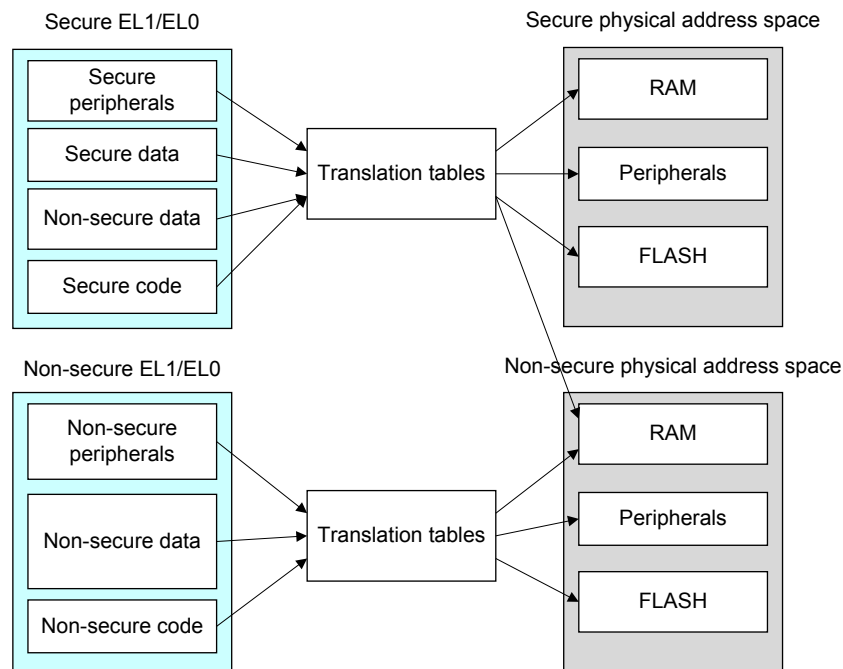 Secure EL1/EL0
Secure
peripherals
Secure data
Non-secure data
Secure code
Translation tables
Secure physical address space
RAM
Peripherals
FLASH
Non-secure EL1/EL0
Non-secure
peripherals
Non-secure data
Non-secure code
Translation tables
Non-secure physical address space
RAM
Peripherals
FLASH